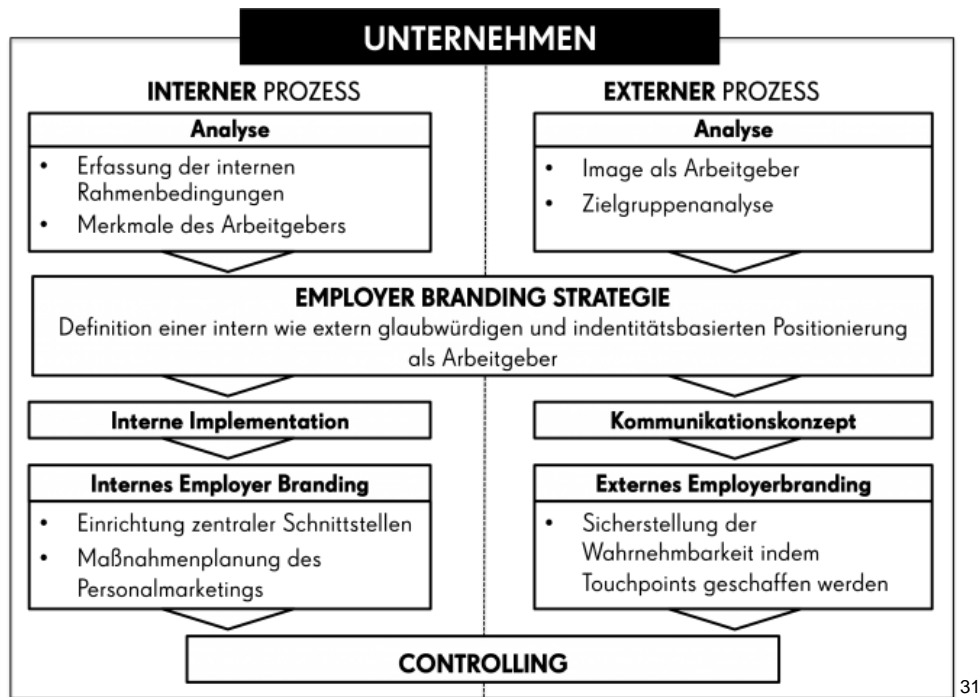 UNTERNEHMEN
INTERNER PROZESS
Analyse
• Erfassung der internen
Rahmenbedingungen
• Merkmale des Arbeitgebers
EXTERNER PROZESS
Analyse
• Image als Arbeitgeber
• Zielgruppenanalyse
EMPLOYER BRANDING STRATEGIE
Definition einer intern wie extern glaubwürdigen und indentitätsbasierten Positionierung
als Arbeitgeber
Interne Implementation
Internes Employer Branding
• Einrichtung zentraler Schnittstellen
• Maßnahmenplanung des
Personalmarketings
Kommunikationskonzept
Externes Employerbranding
• Sicherstellung der
Wahrnehmbarkeit indem
Touchpoints geschaffen werden
CONTROLLING
31